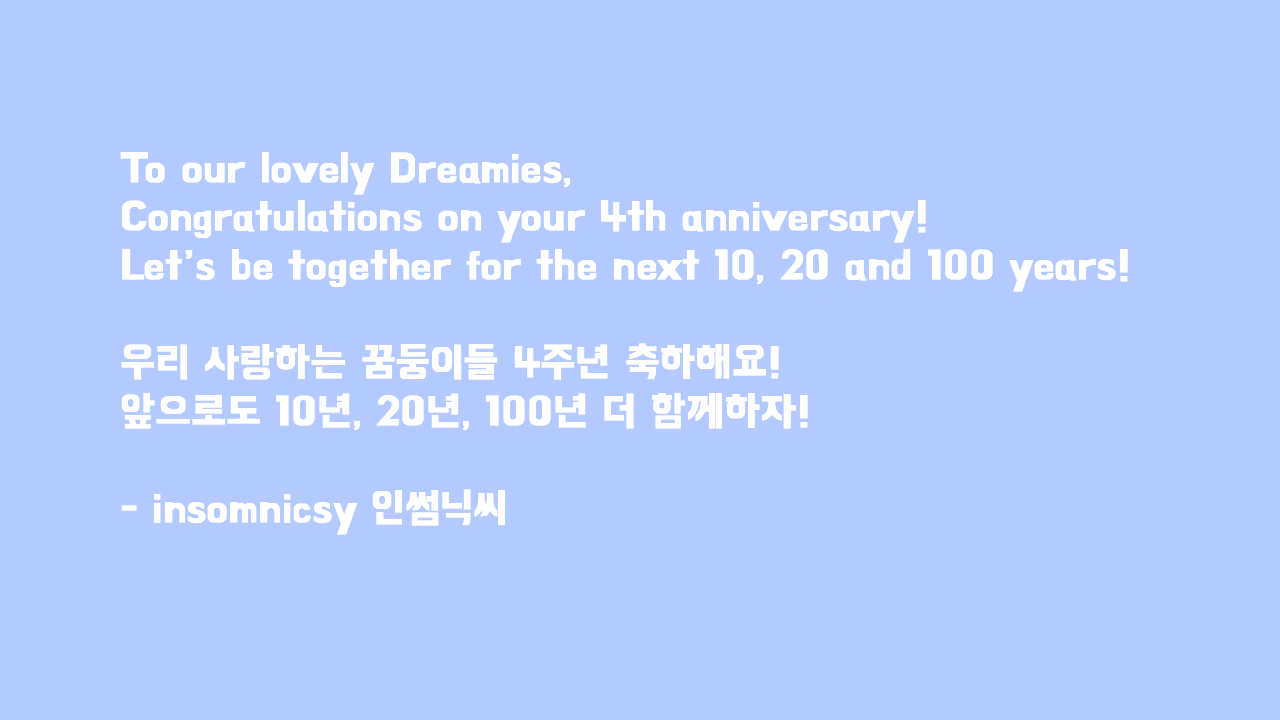 To our lovely Dreamies,
Congratulations on your 4th anniversary!
Let's be together for the next 10, 20 and 100 years!
우리 사랑하는 꿈둥이들 4주년 축하해요!
앞으로도 10년, 20년, 100년 더 함께하자!
- insomnicsy 인썸닉씨